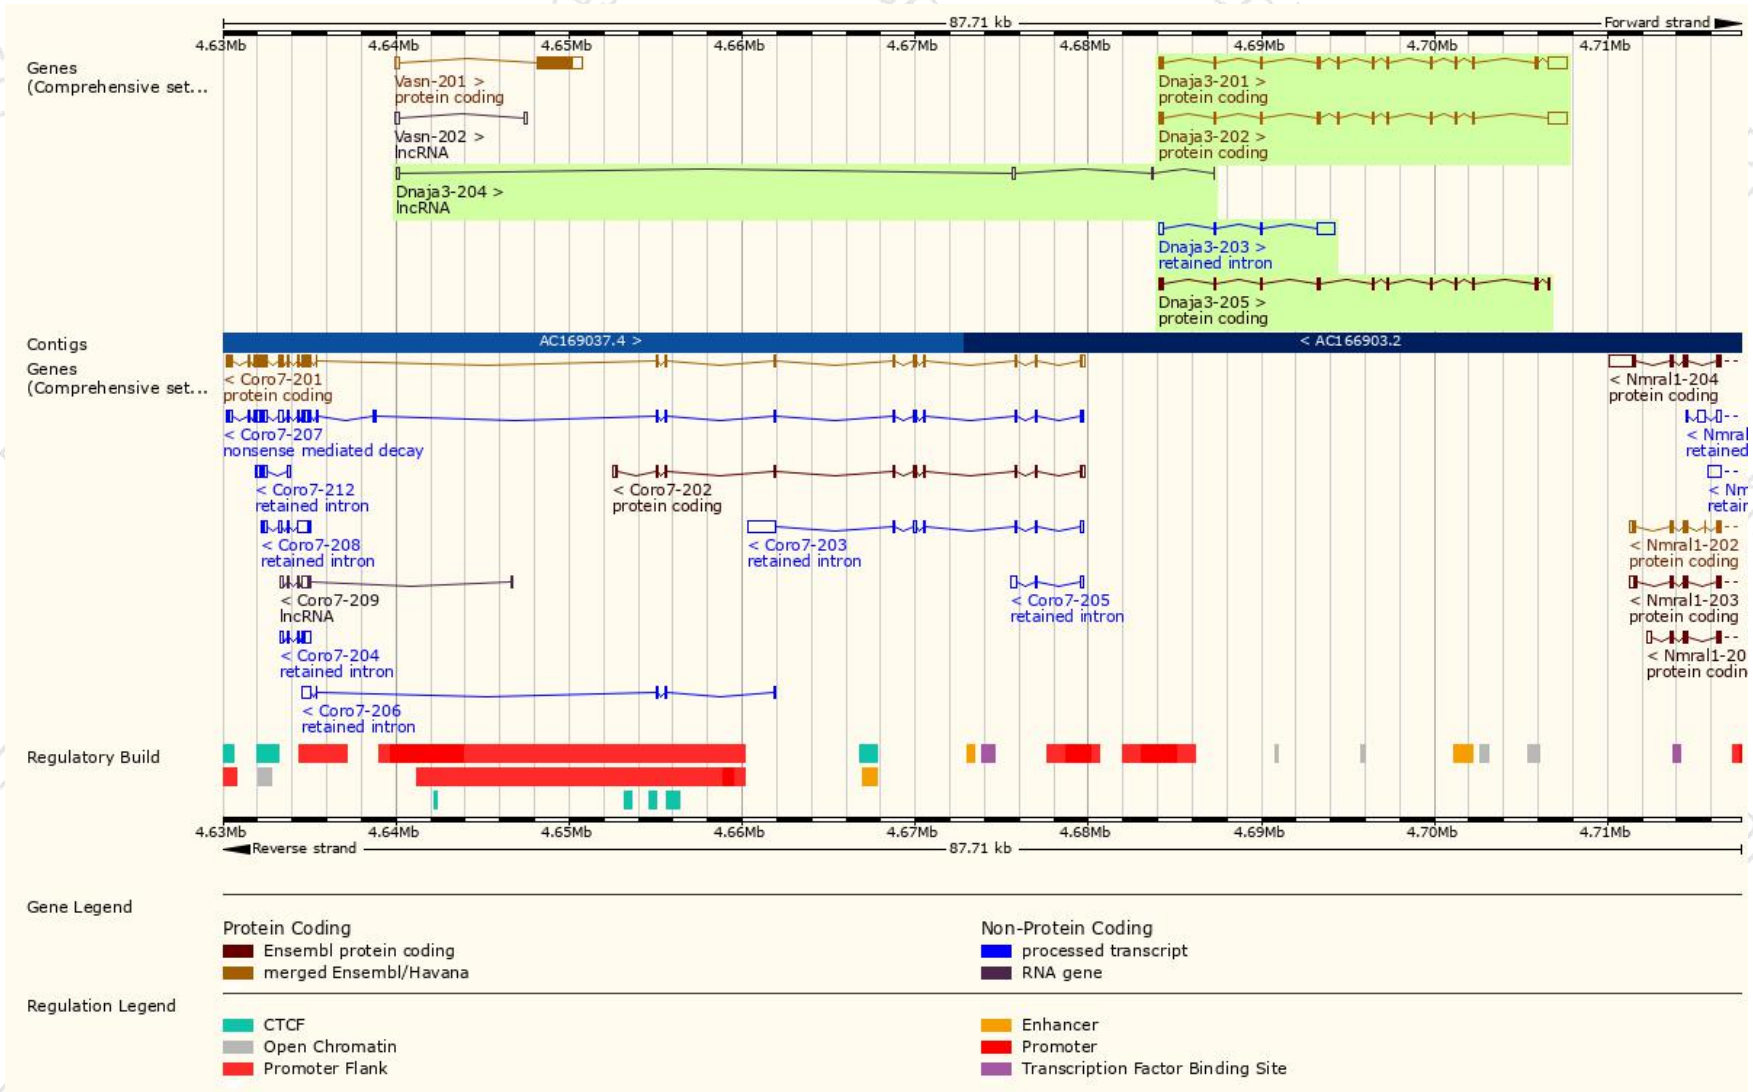 87.71 kb
Forward strand
4.63Mb 4.64Mb 4.65Mb 4.66Mb 4.67Mb 4.68Mb 4.69Mb 4.70Mb 4.71Mb
Genes
(Comprehensive set...
Vasn-201 >
protein coding
Dnaja3-201 >
protein coding
Vasn-202 >
lncRNA
Dnaja3-202 >
protein coding
Dnaja3-204 >
lncRNA
Dnaja3-203 >
retained intron
Dnaja3-205 >
protein coding
Contigs
AC169037.4 >
< AC166903.2
Genes
(Comprehensive set...
< Coro7-201
protein coding
< Nmral1-204
protein coding
< Coro7-207
nonsense mediated decay
< Nmral
retained
< Coro7-212
retained intron
< Coro7-202
protein coding
< Nm
retair
< Coro7-208
retained intron
< Coro7-203
retained intron
< Nmral1-202
protein coding
< Coro7-209
lncRNA
< Coro7-205
retained intron
< Nmral1-203
protein coding
< Coro7-204
retained intron
< Nmral1-20
protein codin
< Coro7-206
retained intron
Regulatory Build
4.63Mb 4.64Mb 4.65Mb 4.66Mb 4.67Mb 4.68Mb 4.69Mb 4.70Mb 4.71Mb
Reverse strand
87.71 kb
Gene Legend
Protein Coding
Ensembl protein coding
merged Ensembl/Havana
Non-Protein Coding
processed transcript
RNA gene
Regulation Legend
CTCF
Open Chromatin
Promoter Flank
Enhancer
Promoter
Transcription Factor Binding Site